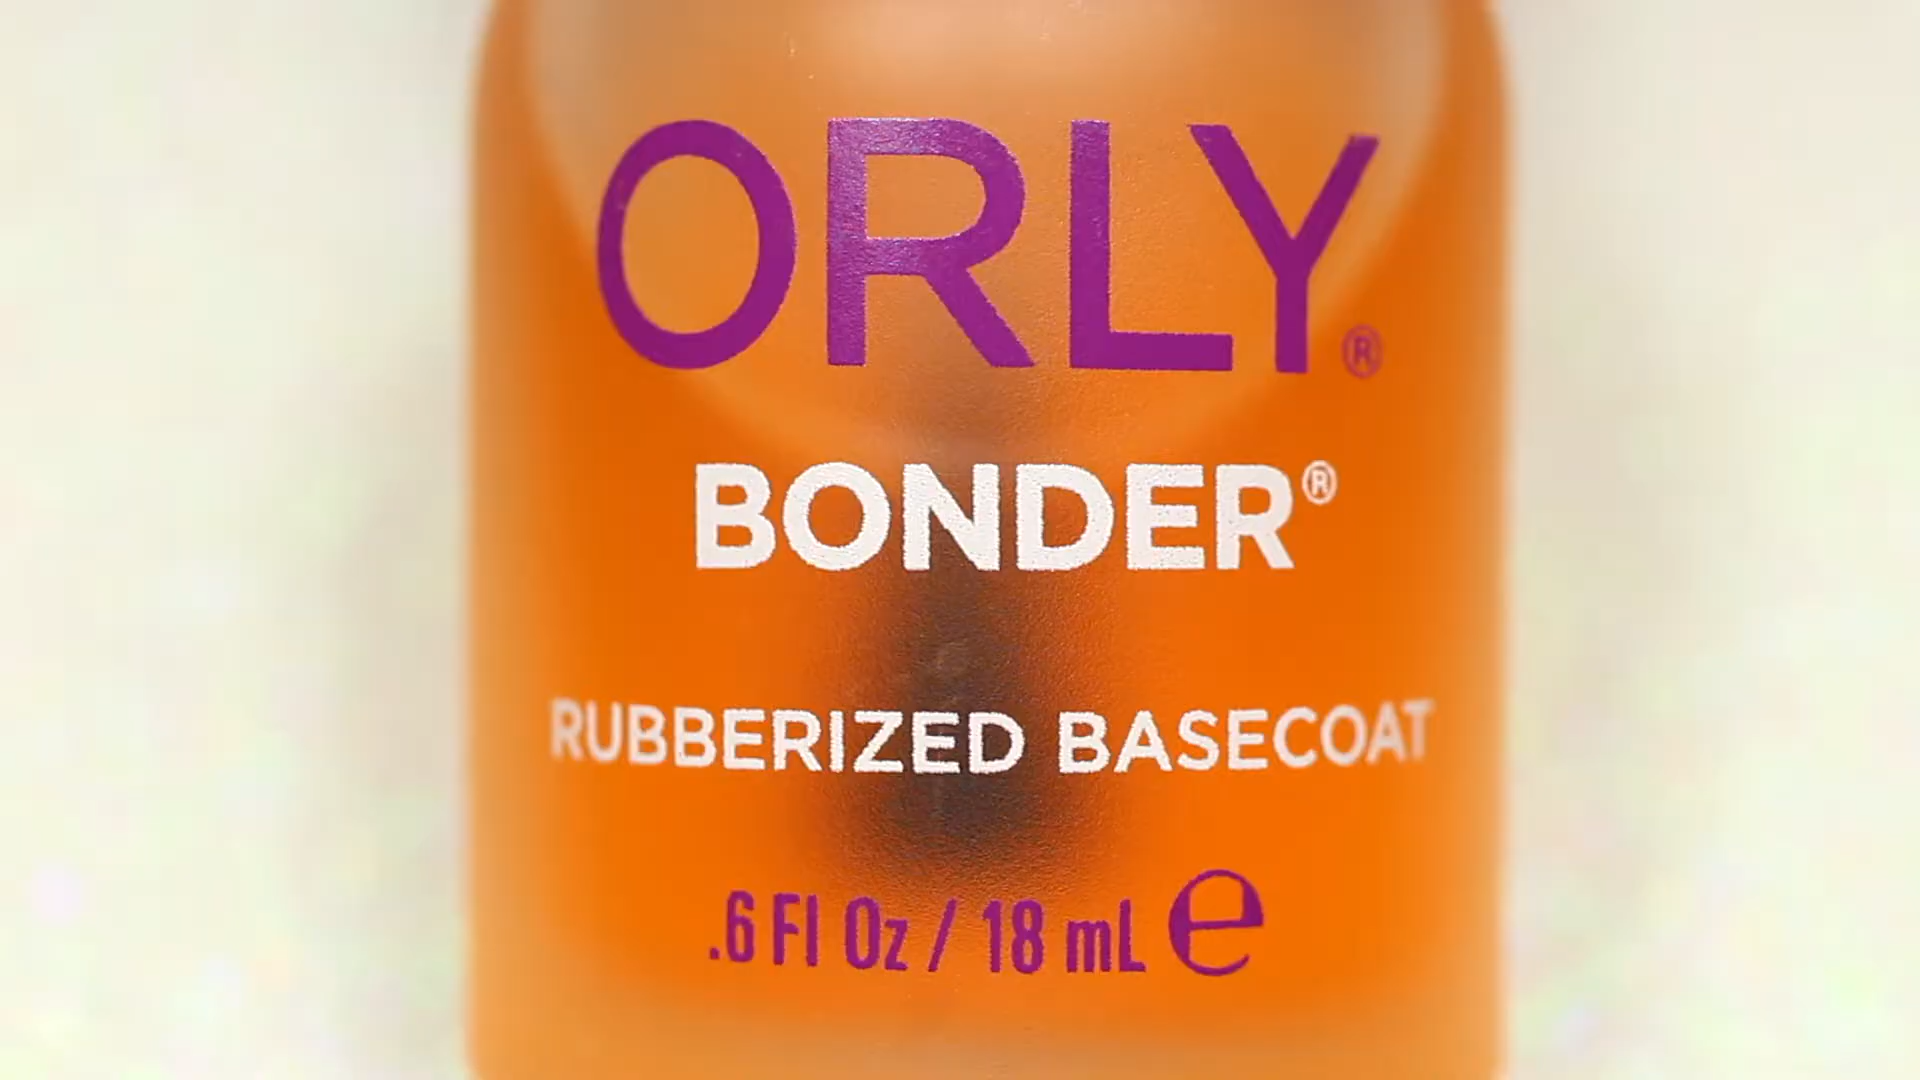 ORLY®
BONDER®
RUBBERIZED BASECOAT
.6 Fl Oz / 18 mL ℮